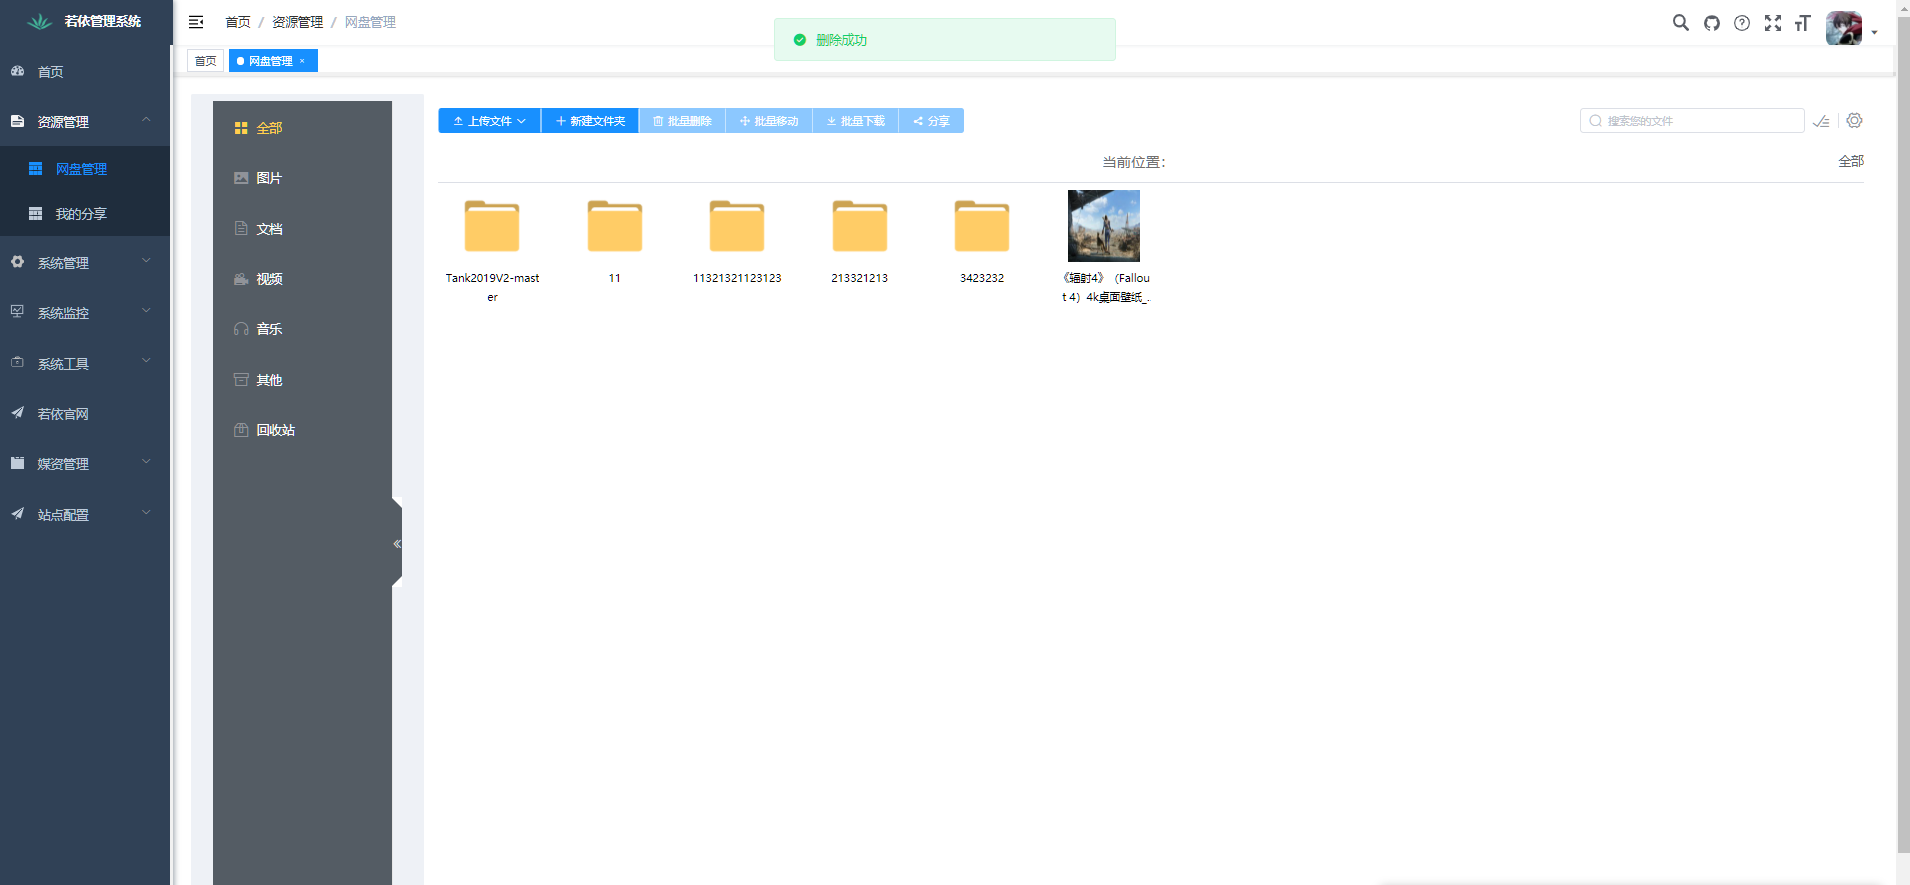 若依管理系统
首页 / 资源管理 / 网盘管理
删除成功
首页
网盘管理 ×
首页
资源管理
网盘管理
我的分享
系统管理
系统监控
系统工具
若依官网
媒资管理
站点配置
全部
图片
文档
视频
音乐
其他
回收站
上传文件
新建文件夹
批量删除
批量移动
批量下载
分享
搜索您的文件
当前位置：
全部
Tank2019V2-mast
er
11
11321321123123
213321213
3423232
《辐射4》（Fallou
t 4）4k桌面壁纸_..